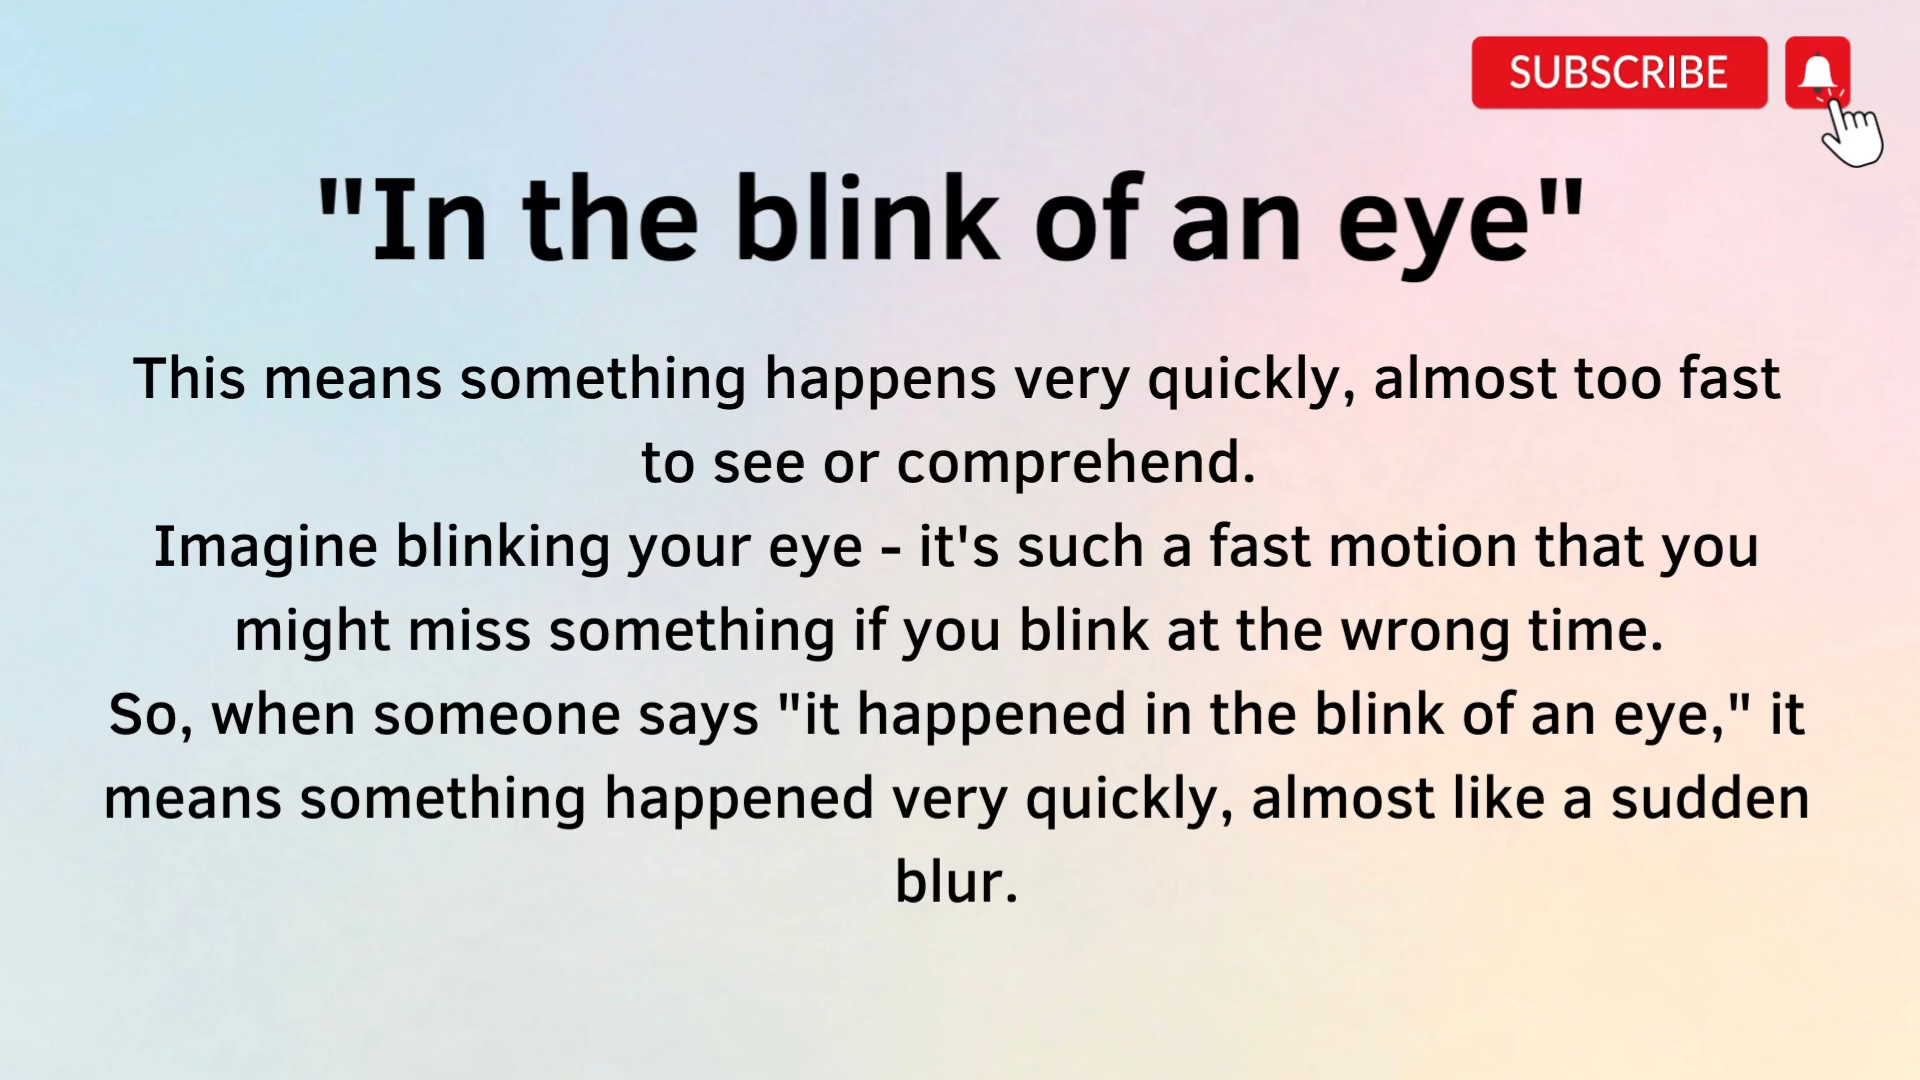 SUBSCRIBE
"In the blink of an eye"
This means something happens very quickly, almost too fast
to see or comprehend.
Imagine blinking your eye - it's such a fast motion that you
might miss something if you blink at the wrong time.
So, when someone says "it happened in the blink of an eye," it
means something happened very quickly, almost like a sudden
blur.